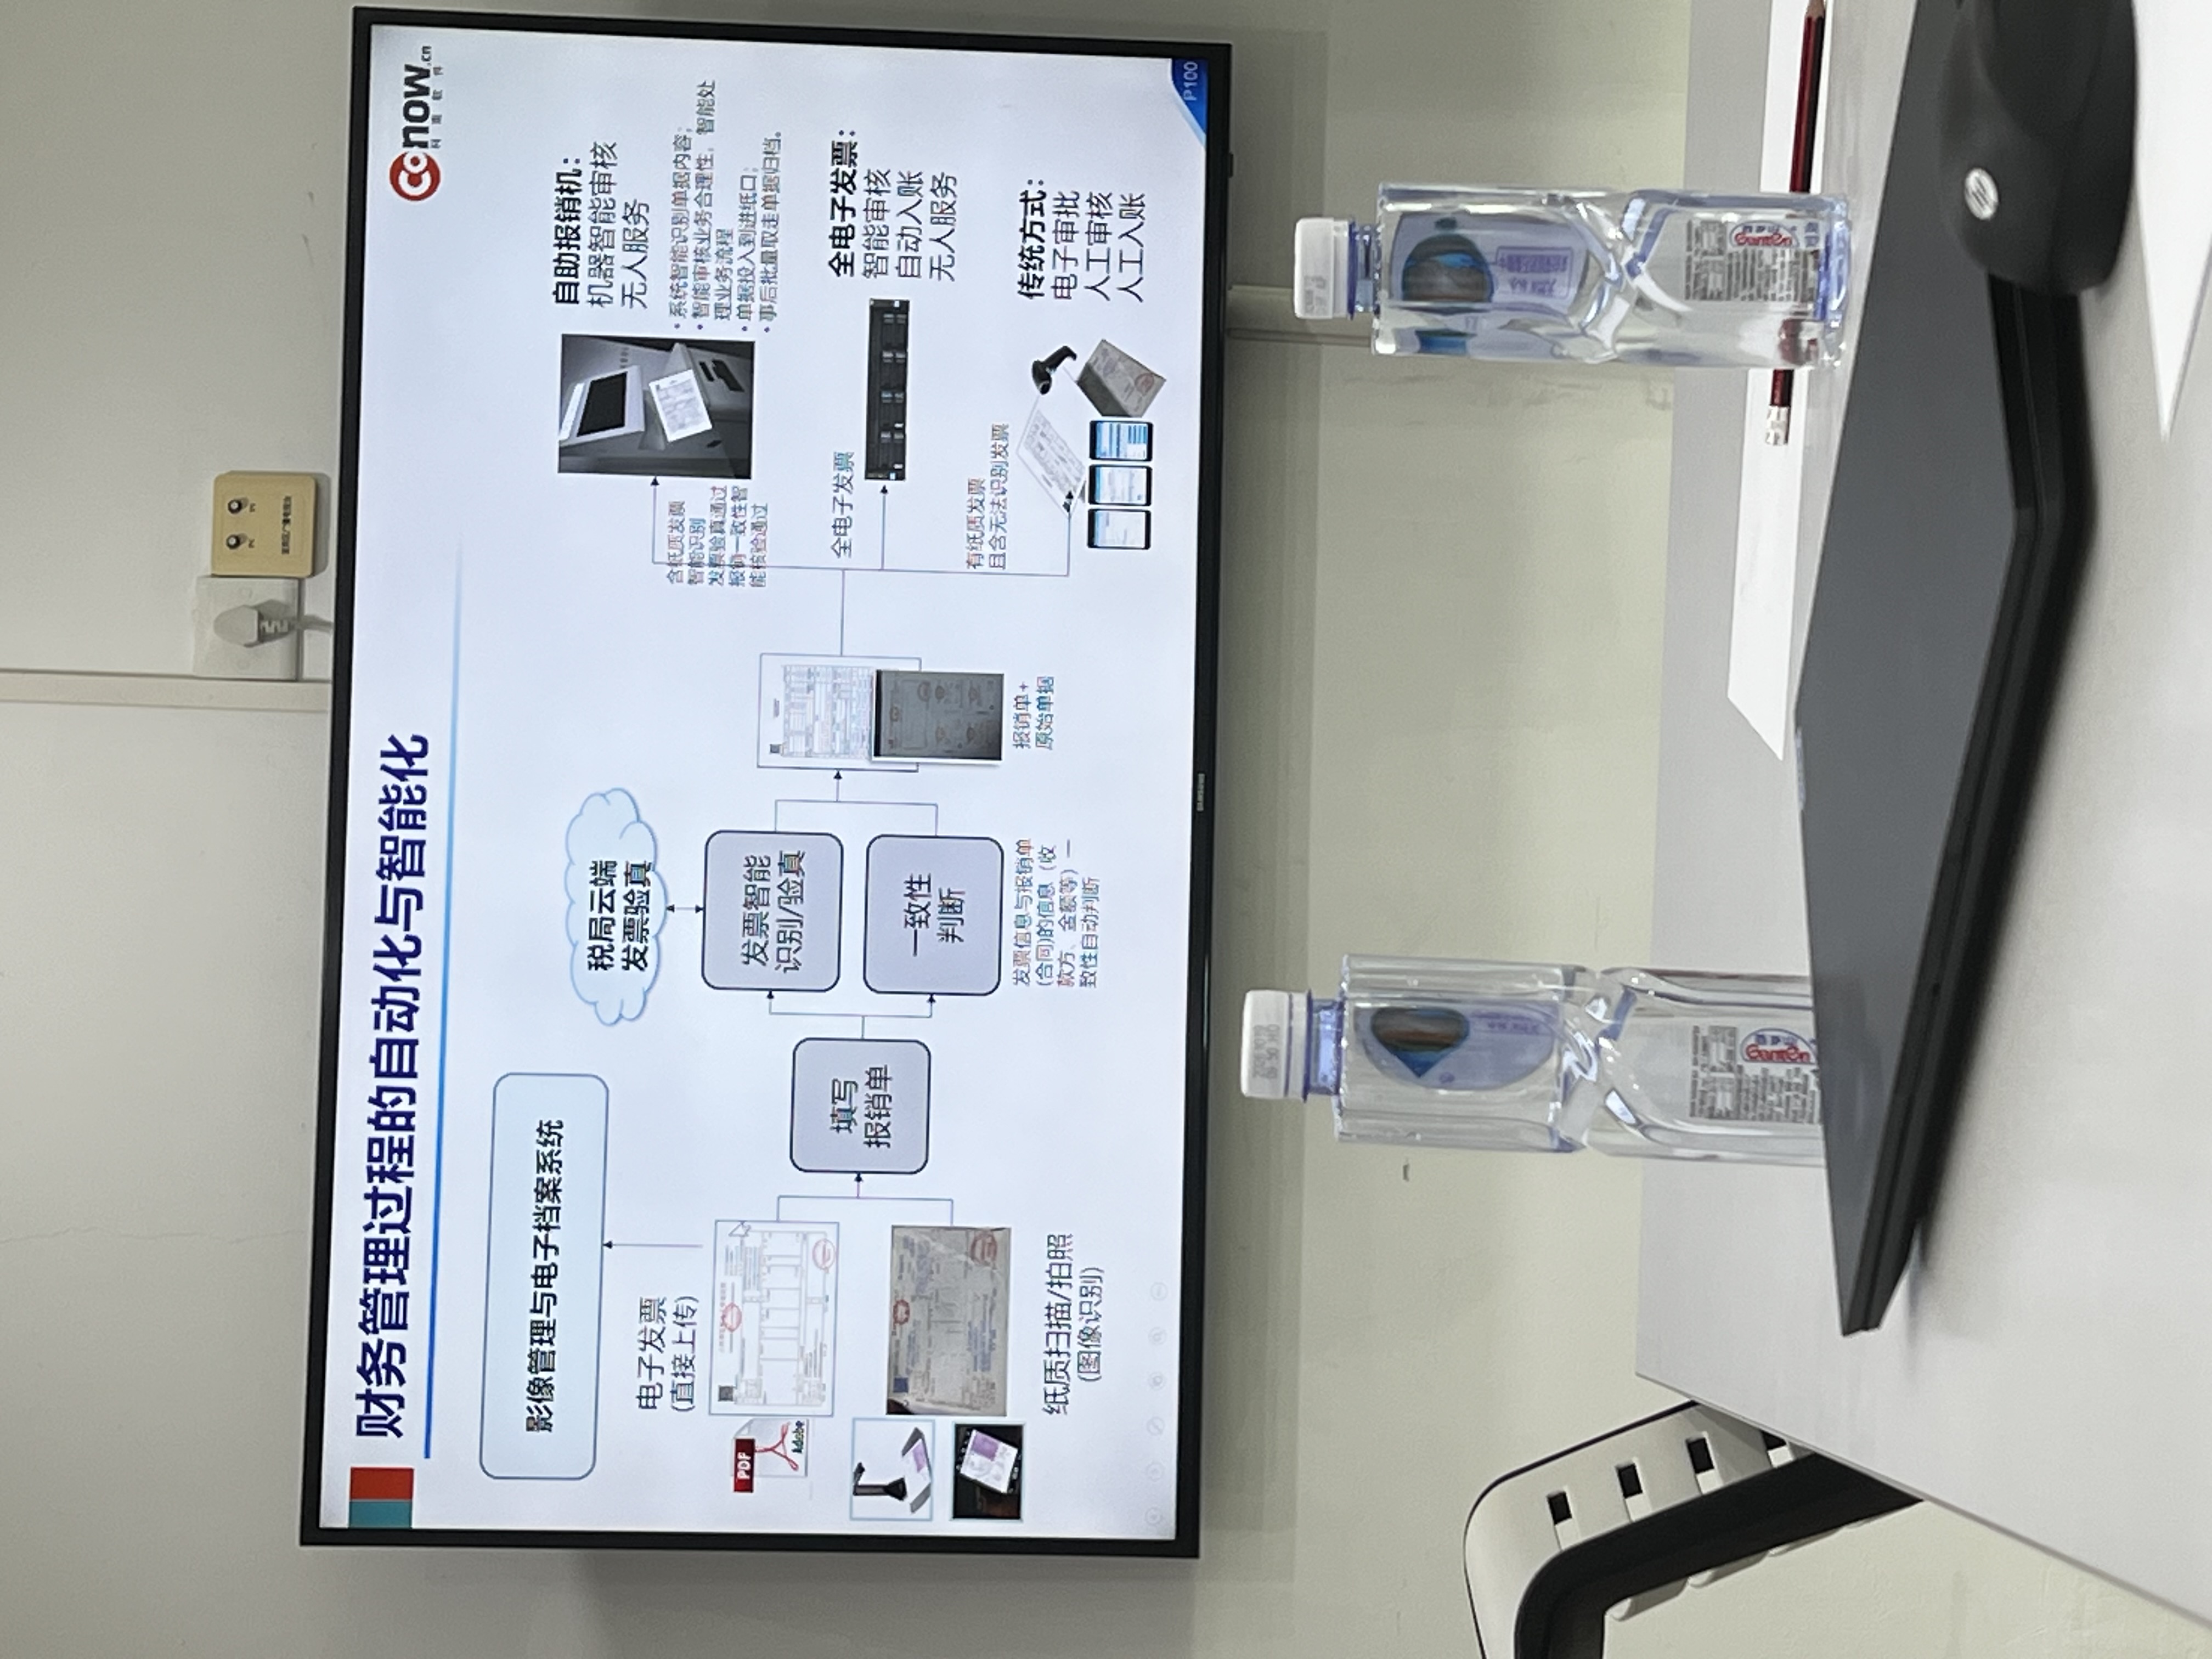 财务管理过程的自动化与智能化
conow.cn
科南软件
影像管理与电子档案系统
电子发票
(直接上传)
PDF
Adobe
纸质扫描/拍照
(图像识别)
填写
报销单
税局云端
发票验真
发票智能
识别/验真
一致性
判断
发票信息与报销单
(合同)的信息（收
款方、金额等）一
致性自动判断
报销单+
原始单据
含纸质发票
智能识别
发票验真通过
报销一致性智
能核验通过
全电子发票
有纸质发票
且含无法识别发票
自助报销机：
机器智能审核
无人服务
• 系统智能识别单据内容；
• 智能审核业务合理性，智能处
理业务流程
• 单据投入到进纸口；
• 事后批量取走单据归档。
全电子发票：
智能审核
自动入账
无人服务
传统方式：
电子审批
人工审核
人工入账
P100
SAMSUNG
hp